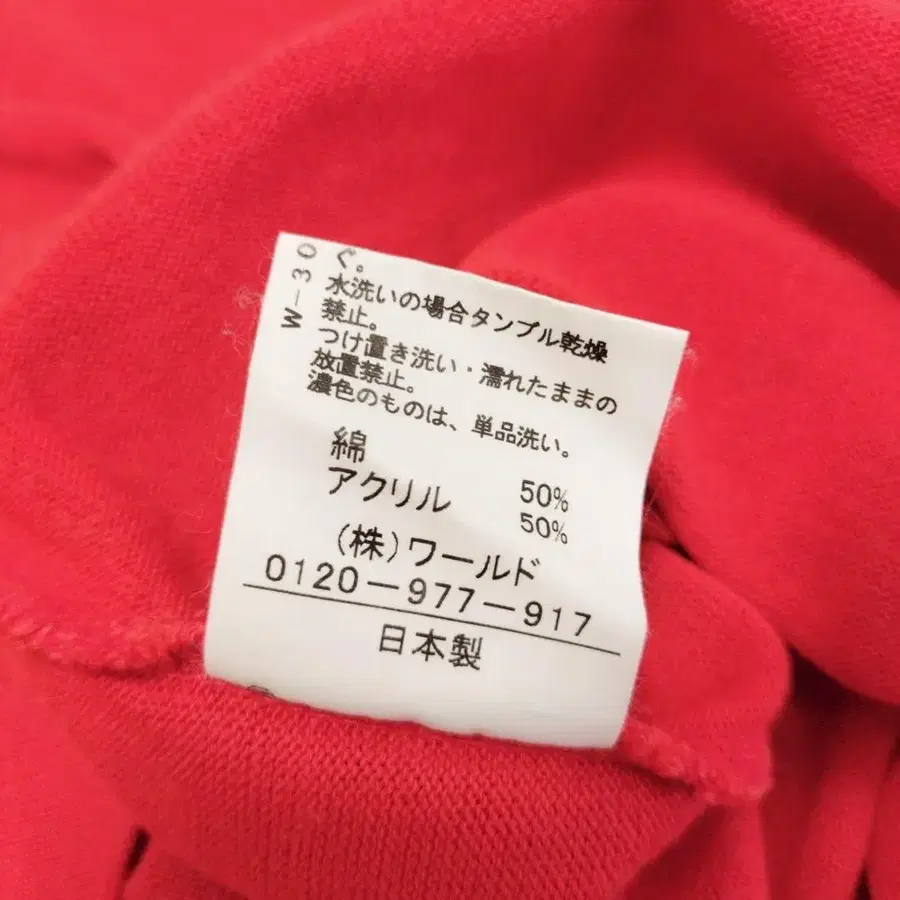 W-30
ぐ。
水洗いの場合タンブル乾燥
禁止。
つけ置き洗い・濡れたままの
放置禁止。
濃色のものは、単品洗い。
綿 50%
アクリル 50%
(株)ワールド
0120-977-917
日本製